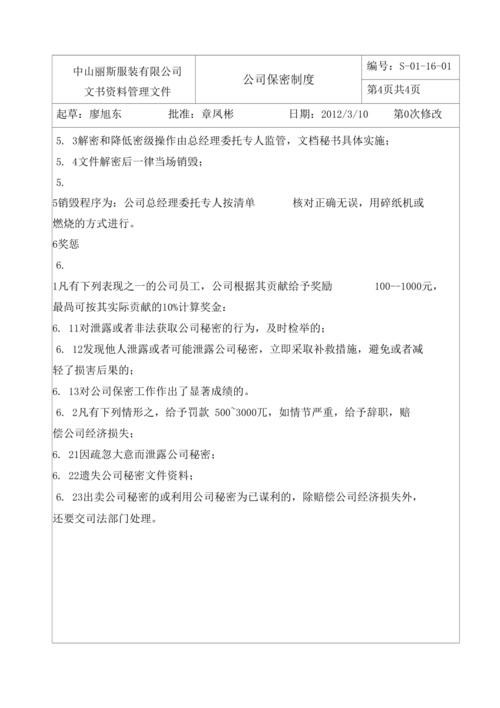 中山丽斯服装有限公司
文书资料管理文件
公司保密制度
编号：S-01-16-01
第4页共4页
起草：廖旭东 批准：章凤彬 日期：2012/3/10 第0次修改
5. 3解密和降低密级操作由总经理委托专人监管，文档秘书具体实施；
5. 4文件解密后一律当场销毁；
5.
5销毁程序为：公司总经理委托专人按清单 核对正确无误，用碎纸机或
燃烧的方式进行。
6奖惩
6.
1凡有下列表现之一的公司员工，公司根据其贡献给予奖励 100--1000元，
最咼可按其实际贡献的10%计算奖金：
6. 11对泄露或者非法获取公司秘密的行为，及时检举的；
6. 12发现他人泄露或者可能泄露公司秘密，立即采取补救措施，避免或者减
轻了损害后果的；
6. 13对公司保密工作作出了显著成绩的。
6. 2凡有下列情形之，给予罚款 500~3000兀，如情节严重，给予辞职，赔
偿公司经济损失；
6. 21因疏忽大意而泄露公司秘密；
6. 22遗失公司秘密文件资料；
6. 23出卖公司秘密的或利用公司秘密为已谋利的，除赔偿公司经济损失外，
还要交司法部门处理。